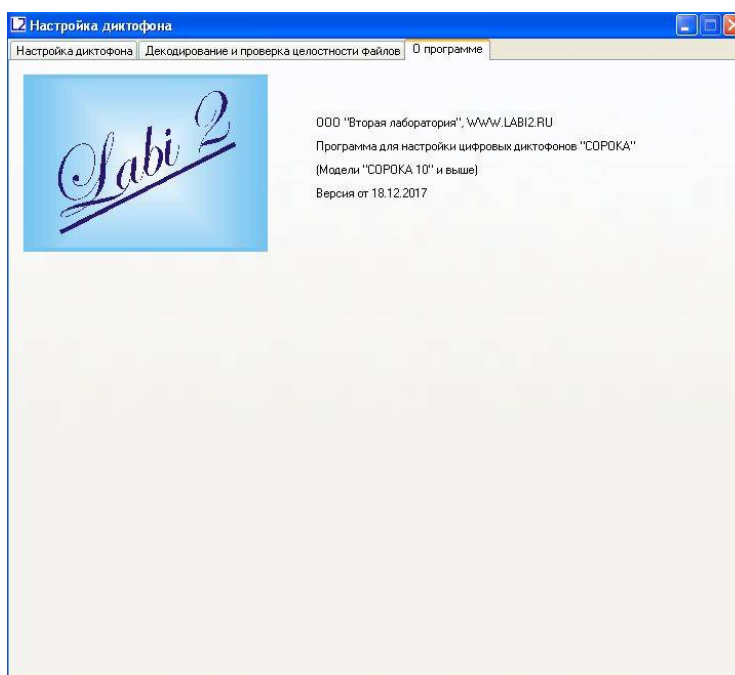 Настройка диктофона
Настройка диктофона Декодирование и проверка целостности файлов О программе
Labi 2
ООО "Вторая лаборатория", WWW.LABI2.RU
Программа для настройки цифровых диктофонов "СОРОКА"
(Модели "СОРОКА 10" и выше)
Версия от 18.12.2017